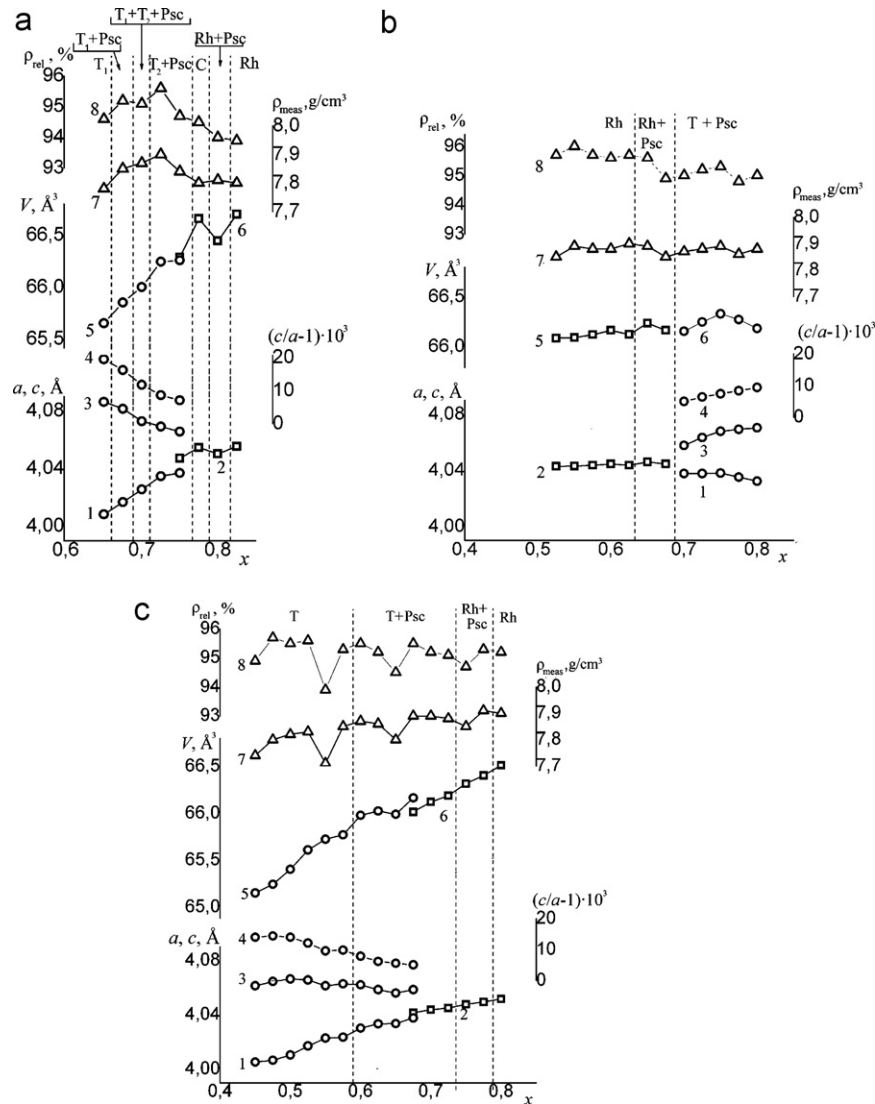 a
T₁+T₂+Psc
T₁+Psc
Rh+Psc
ρrel, %
T₁
T₂+Psc
C
Rh
96
95
94
93
8
7
ρmeas, g/cm³
8,0
7,9
7,8
7,7
V, Å³
66,5
66,0
65,5
6
5
(c/a-1)·10³
20
10
0
4
a, c, Å
3
4,08
4,04
4,00
2
1
0,6
0,7
0,8
x
b
ρrel, %
Rh
Rh+
Psc
T + Psc
96
95
94
93
8
7
ρmeas, g/cm³
8,0
7,9
7,8
7,7
V, Å³
66,5
66,0
5
6
(c/a-1)·10³
20
10
0
a, c, Å
4,08
4,04
4,00
4
3
2
1
0,4
0,5
0,6
0,7
0,8
x
c
ρrel, %
T
T+Psc
Rh+
Psc
Rh
96
95
94
93
8
7
ρmeas, g/cm³
8,0
7,9
7,8
7,7
V, Å³
66,5
66,0
65,5
65,0
6
5
(c/a-1)·10³
20
10
0
a, c, Å
4
4,08
3
4,04
2
4,00
1
0,4
0,5
0,6
0,7
0,8
x